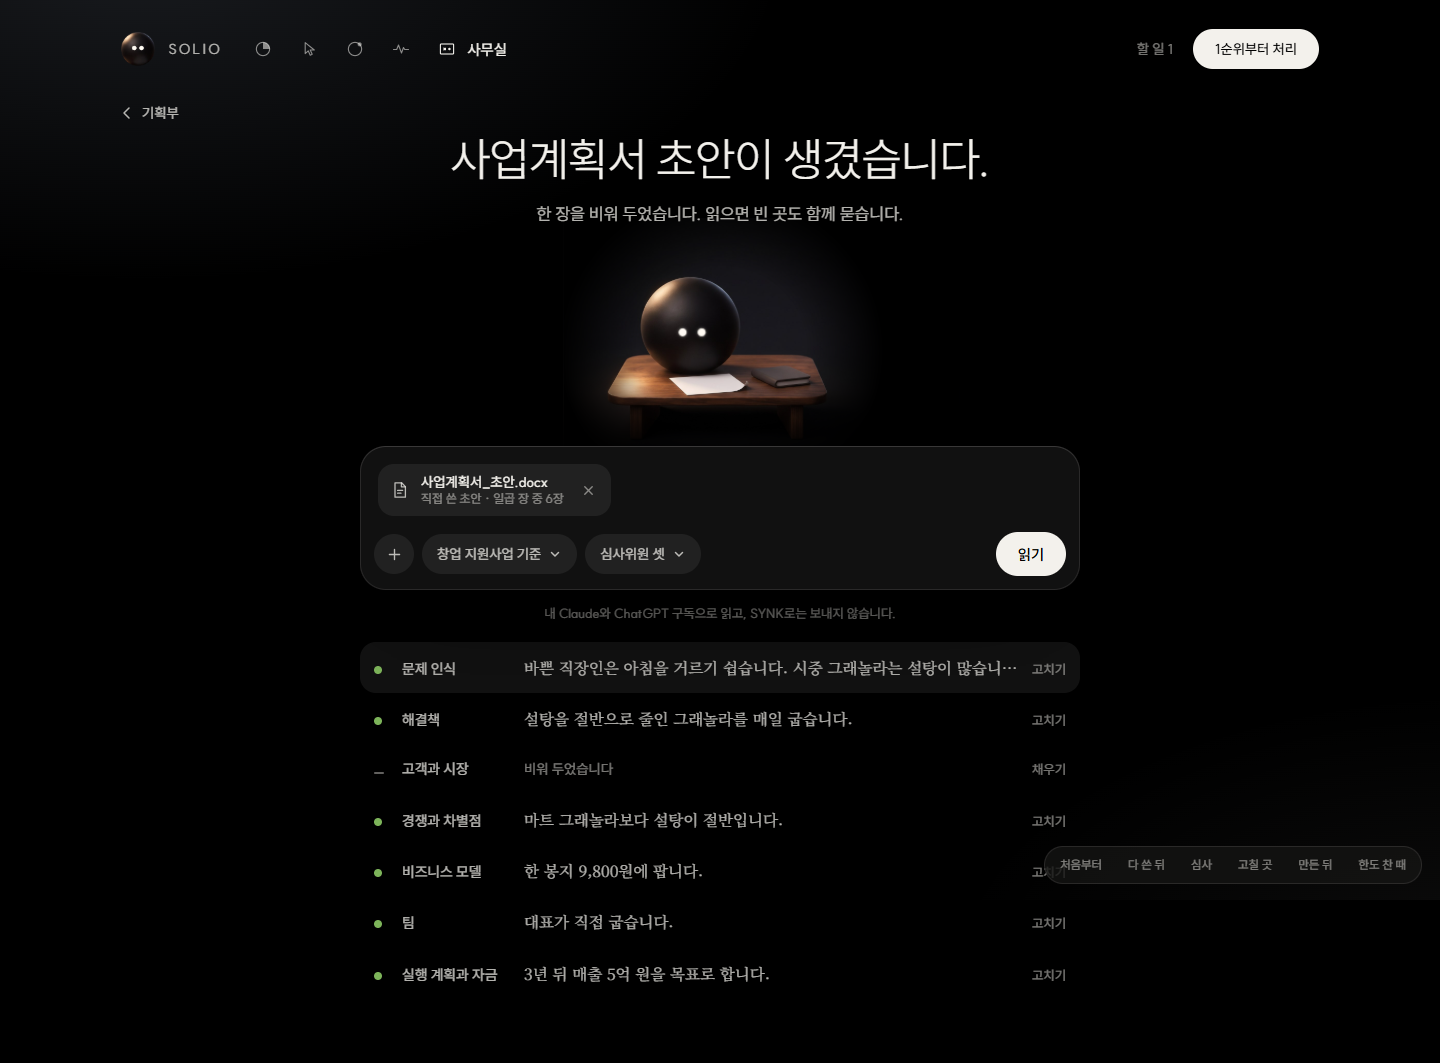 SOLIO
사무실
할 일 1
1순위부터 처리
기획부
사업계획서 초안이 생겼습니다.
한 장을 비워 두었습니다. 읽으면 빈 곳도 함께 묻습니다.
사업계획서_초안.docx
직접 쓴 초안 · 일곱 장 중 6장
창업 지원사업 기준
심사위원 셋
읽기
내 Claude와 ChatGPT 구독으로 읽고, SYNK로는 보내지 않습니다.
문제 인식 바쁜 직장인은 아침을 거르기 쉽습니다. 시중 그래놀라는 설탕이 많습니… 고치기
해결책 설탕을 절반으로 줄인 그래놀라를 매일 굽습니다. 고치기
고객과 시장 비워 두었습니다 채우기
경쟁과 차별점 마트 그래놀라보다 설탕이 절반입니다. 고치기
처음부터 다 쓴 뒤 심사 고칠 곳 만든 뒤 한도 찬 때
비즈니스 모델 한 봉지 9,800원에 팝니다. 고치기
팀 대표가 직접 굽습니다. 고치기
실행 계획과 자금 3년 뒤 매출 5억 원을 목표로 합니다. 고치기